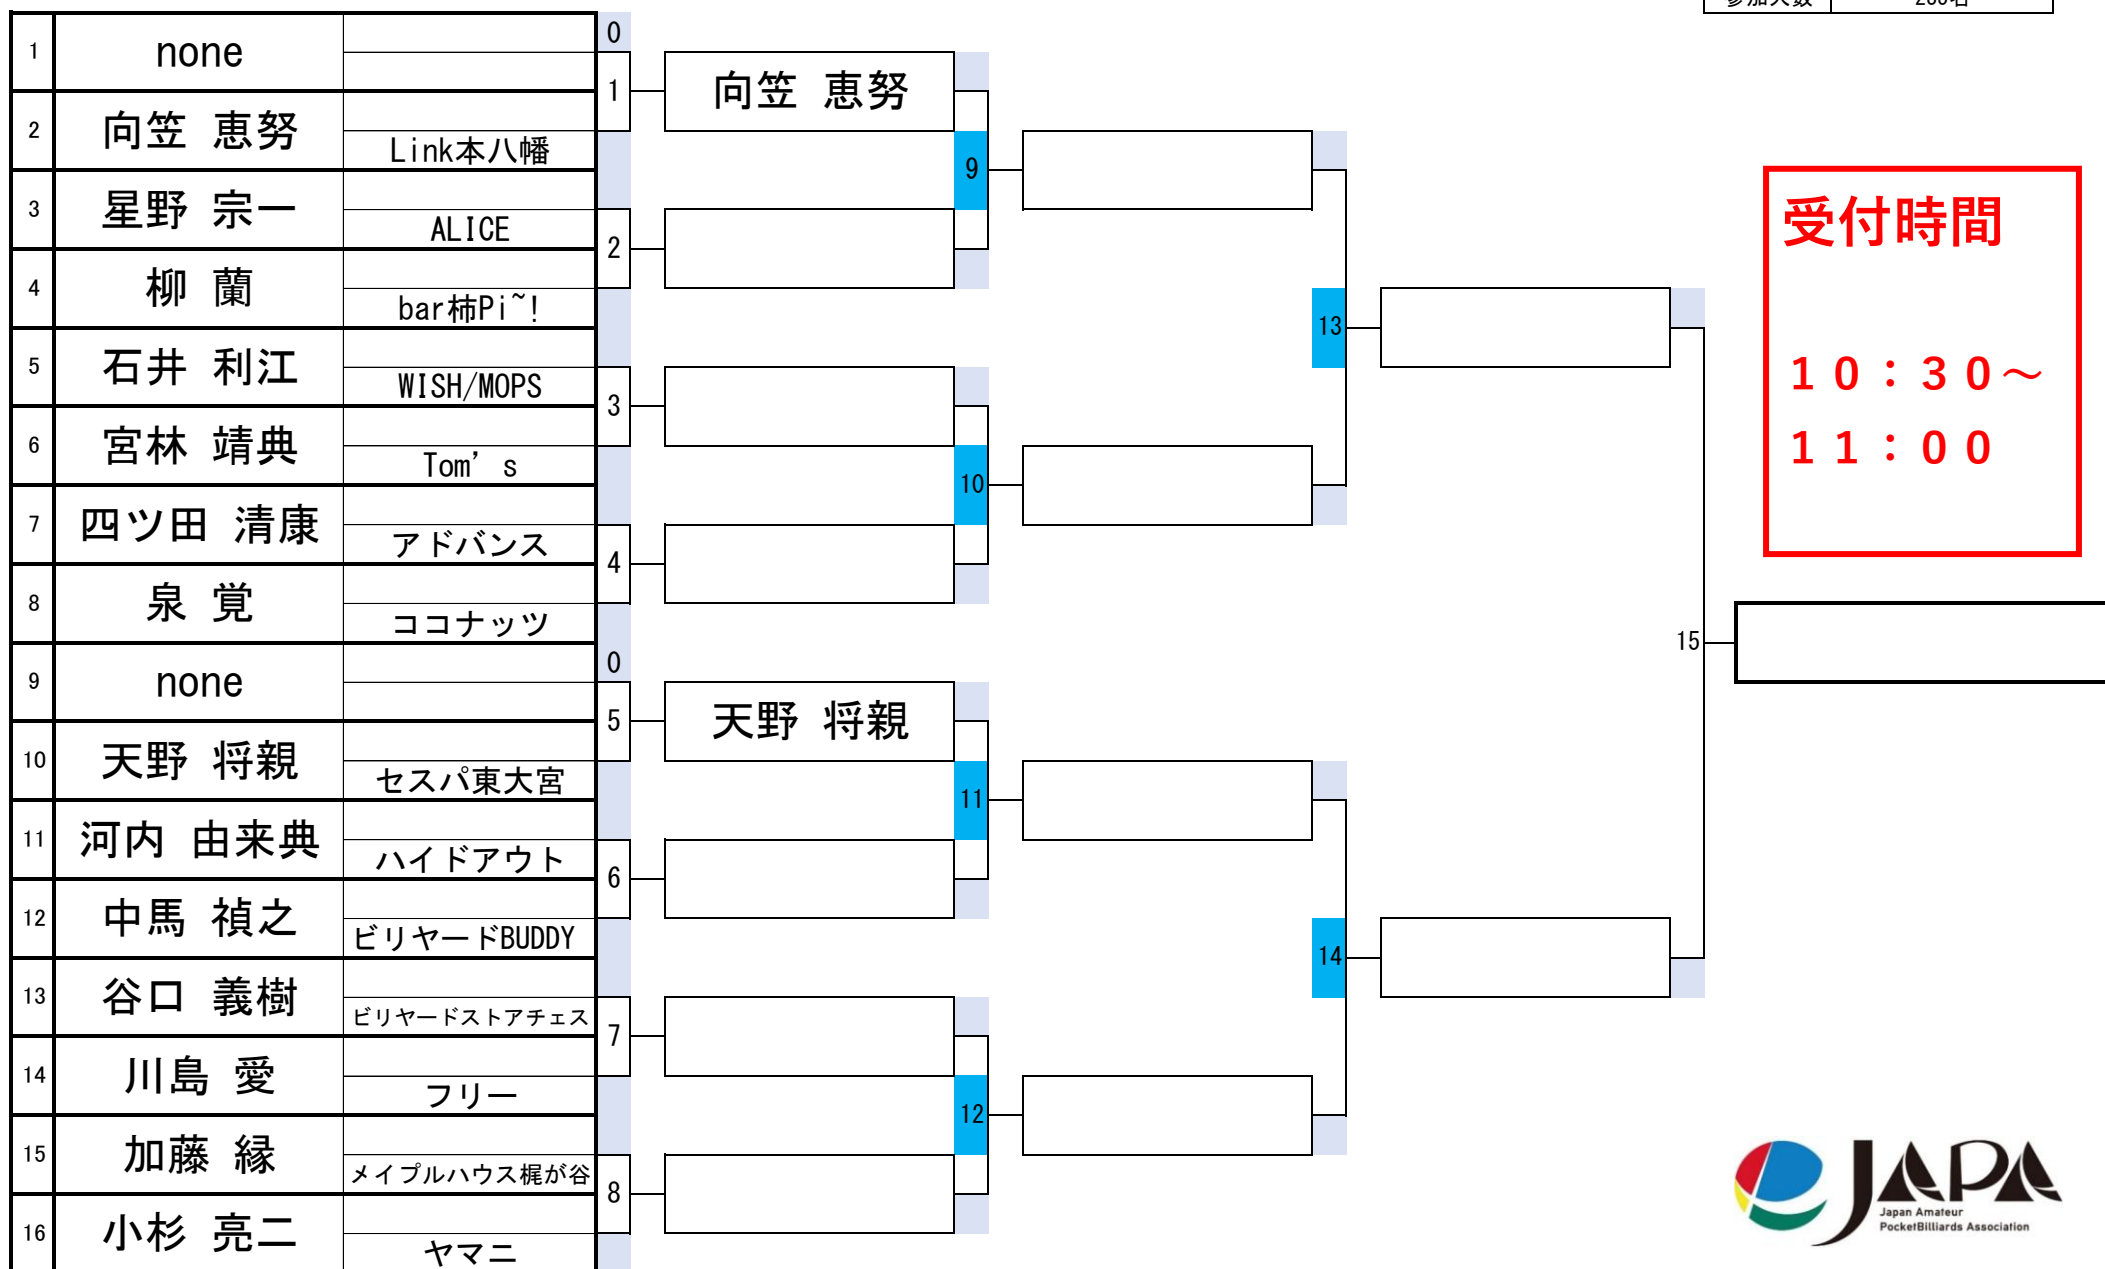 1 none 0
1 向笠 恵努
2 向笠 恵努 Link本八幡
9
3 星野 宗一 ALICE
2
4 柳 蘭 bar柿Pi~!
13
5 石井 利江 WISH/MOPS
3
6 宮林 靖典 Tom’s
10
7 四ツ田 清康 アドバンス
4
8 泉 覚 ココナッツ
15
9 none 0
5 天野 将親
10 天野 将親 セスパ東大宮
11
11 河内 由来典 ハイドアウト
6
12 中馬 禎之 ビリヤードBUDDY
14
13 谷口 義樹 ビリヤードストアチェス
7
14 川島 愛 フリー
12
15 加藤 縁 メイプルハウス梶が谷
8
16 小杉 亮二 ヤマニ
受付時間
10：30～
11：00
JAPA
Japan Amateur
PocketBilliards Association